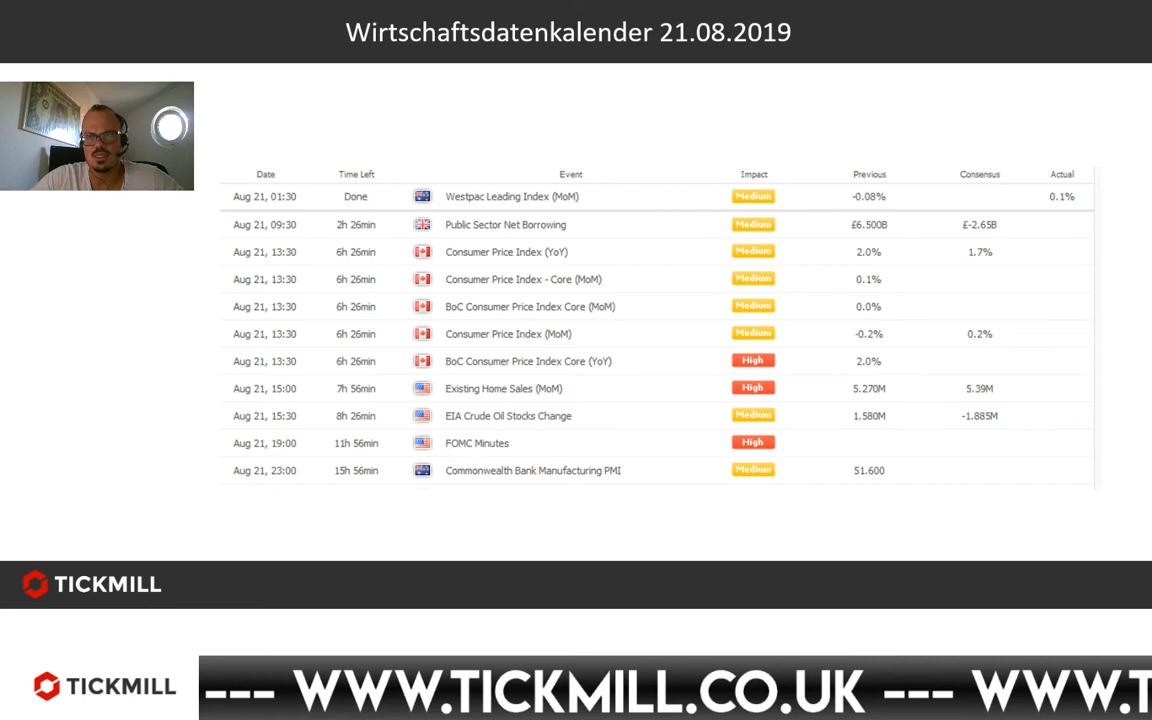 Wirtschaftsdatenkalender 21.08.2019
Date Time Left Event Impact Previous Consensus Actual
Aug 21, 01:30 Done Westpac Leading Index (MoM) Medium -0.08% 0.1%
Aug 21, 09:30 2h 26min Public Sector Net Borrowing Medium £6.500B £-2.65B
Aug 21, 13:30 6h 26min Consumer Price Index (YoY) Medium 2.0% 1.7%
Aug 21, 13:30 6h 26min Consumer Price Index - Core (MoM) Medium 0.1%
Aug 21, 13:30 6h 26min BoC Consumer Price Index Core (MoM) Medium 0.0%
Aug 21, 13:30 6h 26min Consumer Price Index (MoM) Medium -0.2% 0.2%
Aug 21, 13:30 6h 26min BoC Consumer Price Index Core (YoY) High 2.0%
Aug 21, 15:00 7h 56min Existing Home Sales (MoM) High 5.270M 5.39M
Aug 21, 15:30 8h 26min EIA Crude Oil Stocks Change Medium 1.580M -1.885M
Aug 21, 19:00 11h 56min FOMC Minutes High
Aug 21, 23:00 15h 56min Commonwealth Bank Manufacturing PMI Medium 51.600
TICKMILL
TICKMILL --- WWW.TICKMILL.CO.UK --- WWW.T